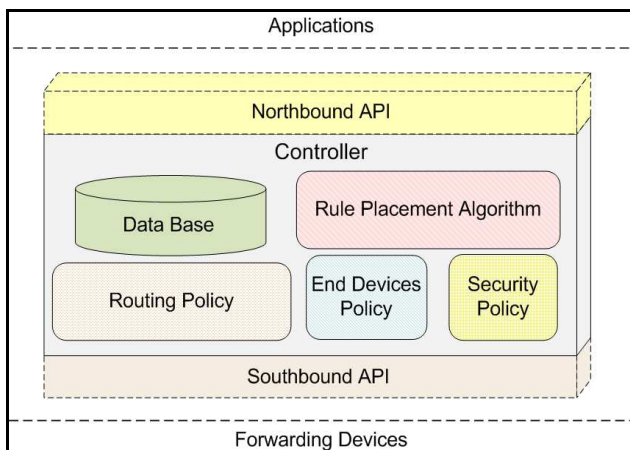 Applications
Northbound API
Controller
Data Base
Rule Placement Algorithm
Routing Policy
End Devices
Policy
Security
Policy
Southbound API
Forwarding Devices